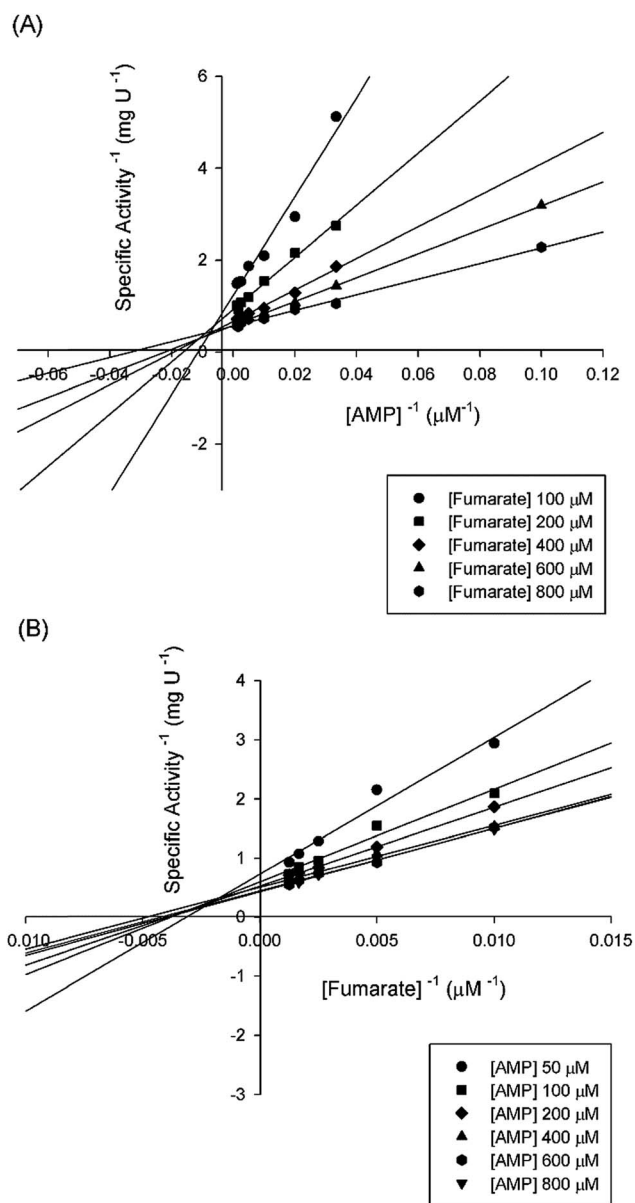 (A)
Specific Activity ⁻¹ (mg U ⁻¹)
6
4
2
0
-2
-0.06 -0.04 -0.02 0.00 0.02 0.04 0.06 0.08 0.10 0.12
[AMP] ⁻¹ (μM⁻¹)
[Fumarate] 100 μM
[Fumarate] 200 μM
[Fumarate] 400 μM
[Fumarate] 600 μM
[Fumarate] 800 μM
(B)
Specific Activity ⁻¹ (mg U ⁻¹)
4
3
2
1
0
-1
-2
-3
0.010 -0.005 0.000 0.005 0.010 0.015
[Fumarate] ⁻¹ (μM ⁻¹)
[AMP] 50 μM
[AMP] 100 μM
[AMP] 200 μM
[AMP] 400 μM
[AMP] 600 μM
[AMP] 800 μM